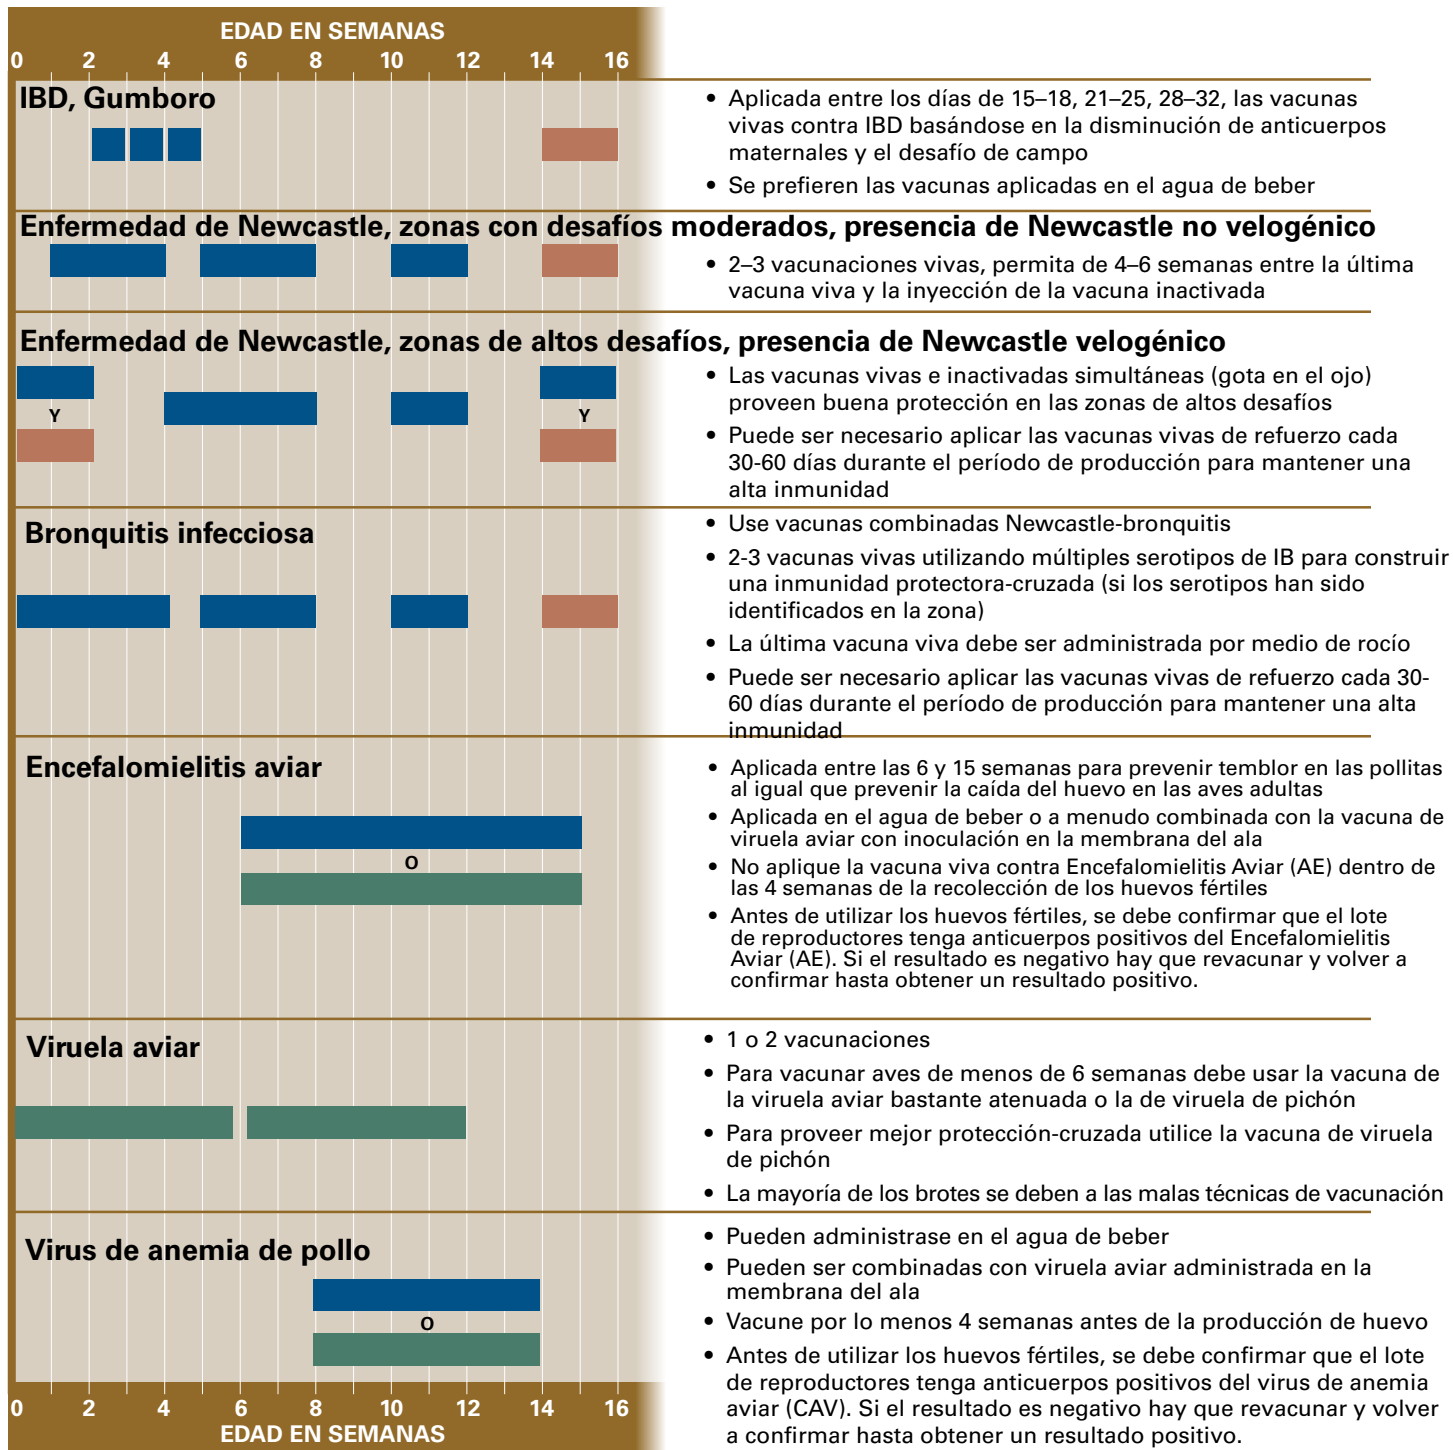 EDAD EN SEMANAS
0 2 4 6 8 10 12 14 16
IBD, Gumboro
• Aplicada entre los días de 15–18, 21–25, 28–32, las vacunas
vivas contra IBD basándose en la disminución de anticuerpos
maternales y el desafío de campo
• Se prefieren las vacunas aplicadas en el agua de beber
Enfermedad de Newcastle, zonas con desafíos moderados, presencia de Newcastle no velogénico
• 2–3 vacunaciones vivas, permita de 4–6 semanas entre la última
vacuna viva y la inyección de la vacuna inactivada
Enfermedad de Newcastle, zonas de altos desafíos, presencia de Newcastle velogénico
Y
Y
• Las vacunas vivas e inactivadas simultáneas (gota en el ojo)
proveen buena protección en las zonas de altos desafíos
• Puede ser necesario aplicar las vacunas vivas de refuerzo cada
30-60 días durante el período de producción para mantener una
alta inmunidad
Bronquitis infecciosa
• Use vacunas combinadas Newcastle-bronquitis
• 2-3 vacunas vivas utilizando múltiples serotipos de IB para construir
una inmunidad protectora-cruzada (si los serotipos han sido
identificados en la zona)
• La última vacuna viva debe ser administrada por medio de rocío
• Puede ser necesario aplicar las vacunas vivas de refuerzo cada 30-
60 días durante el período de producción para mantener una alta
inmunidad
Encefalomielitis aviar
O
• Aplicada entre las 6 y 15 semanas para prevenir temblor en las pollitas
al igual que prevenir la caída del huevo en las aves adultas
• Aplicada en el agua de beber o a menudo combinada con la vacuna de
viruela aviar con inoculación en la membrana del ala
• No aplique la vacuna viva contra Encefalomielitis Aviar (AE) dentro de
las 4 semanas de la recolección de los huevos fértiles
• Antes de utilizar los huevos fértiles, se debe confirmar que el lote
de reproductores tenga anticuerpos positivos del Encefalomielitis
Aviar (AE). Si el resultado es negativo hay que revacunar y volver a
confirmar hasta obtener un resultado positivo.
Viruela aviar
• 1 o 2 vacunaciones
• Para vacunar aves de menos de 6 semanas debe usar la vacuna de
la viruela aviar bastante atenuada o la de viruela de pichón
• Para proveer mejor protección-cruzada utilice la vacuna de viruela
de pichón
• La mayoría de los brotes se deben a las malas técnicas de vacunación
Virus de anemia de pollo
O
• Pueden administrase en el agua de beber
• Pueden ser combinadas con viruela aviar administrada en la
membrana del ala
• Vacune por lo menos 4 semanas antes de la producción de huevo
• Antes de utilizar los huevos fértiles, se debe confirmar que el lote
de reproductores tenga anticuerpos positivos del virus de anemia
aviar (CAV). Si el resultado es negativo hay que revacunar y volver
a confirmar hasta obtener un resultado positivo.
0 2 4 6 8 10 12 14 16
EDAD EN SEMANAS